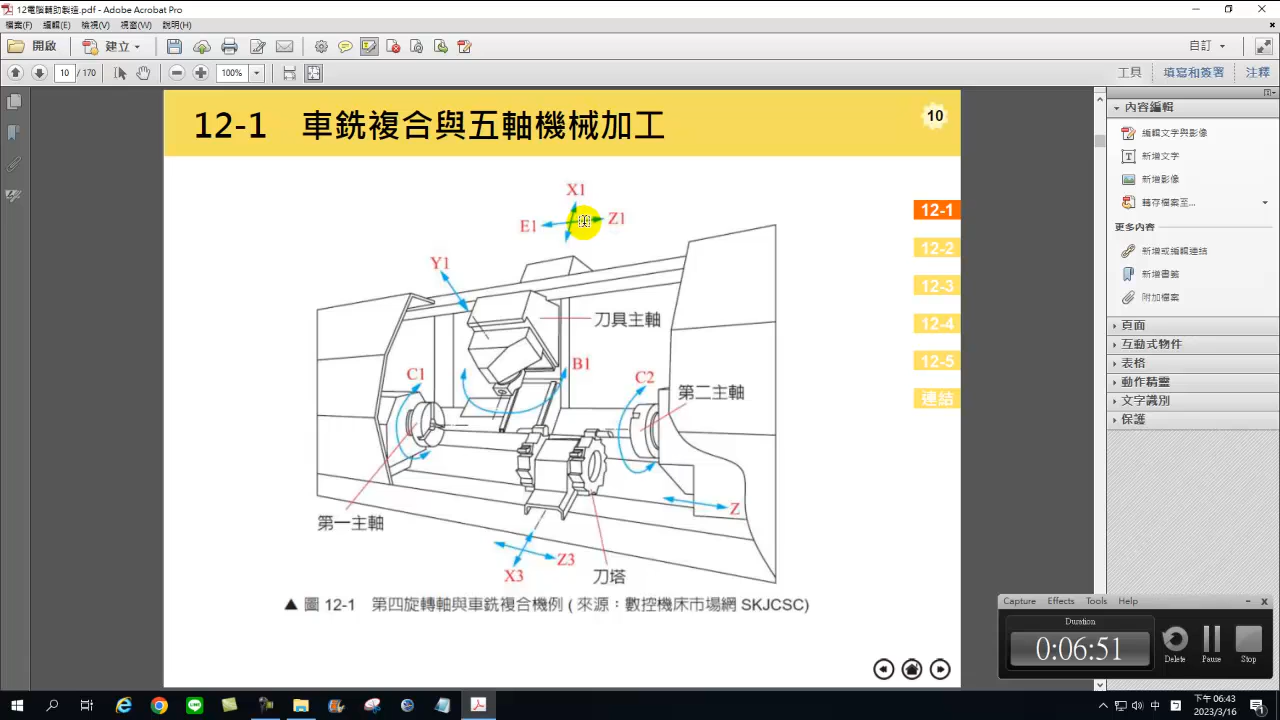 12電腦輔助製造.pdf - Adobe Acrobat Pro
檔案(F) 編輯(E) 檢視(V) 視窗(W) 說明(H)
開啟 建立 自訂
10 / 170 100% 工具 填寫和簽署 注釋
12-1 車銑複合與五軸機械加工
10
X1
E1 Z1
Y1
刀具主軸
B1
C1 C2
第二主軸
Z
第一主軸
Z3
X3
刀塔
▲ 圖 12-1 第四旋轉軸與車銑複合機例 ( 來源：數控機床市場網 SKJCSC)
12-1
12-2
12-3
12-4
12-5
連結
內容編輯
編輯文字與影像
新增文字
新增影像
轉存檔案至...
更多內容
新增或編輯連結
新增書籤
附加檔案
頁面
互動式物件
表格
動作精靈
文字識別
保護
Capture Effects Tools Help
Duration
0:06:51
Delete Pause Stop
中
下午 06:43
2023/3/16